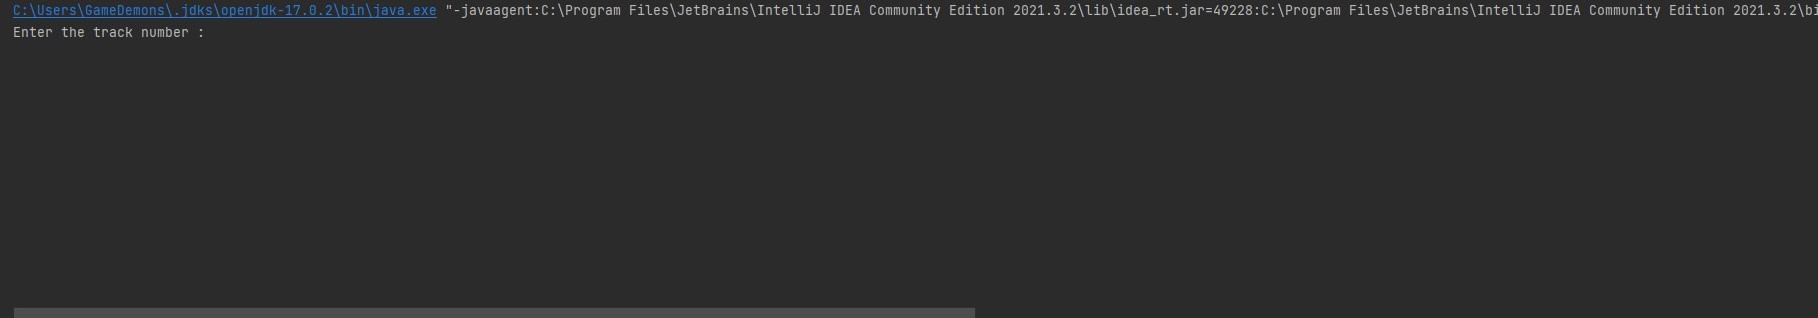 C:\Users\GameDemons\.jdks\openjdk-17.0.2\bin\java.exe "-javaagent:C:\Program Files\JetBrains\IntelliJ IDEA Community Edition 2021.3.2\lib\idea_rt.jar=49228:C:\Program Files\JetBrains\IntelliJ IDEA Community Edition 2021.3.2\bi
Enter the track number :